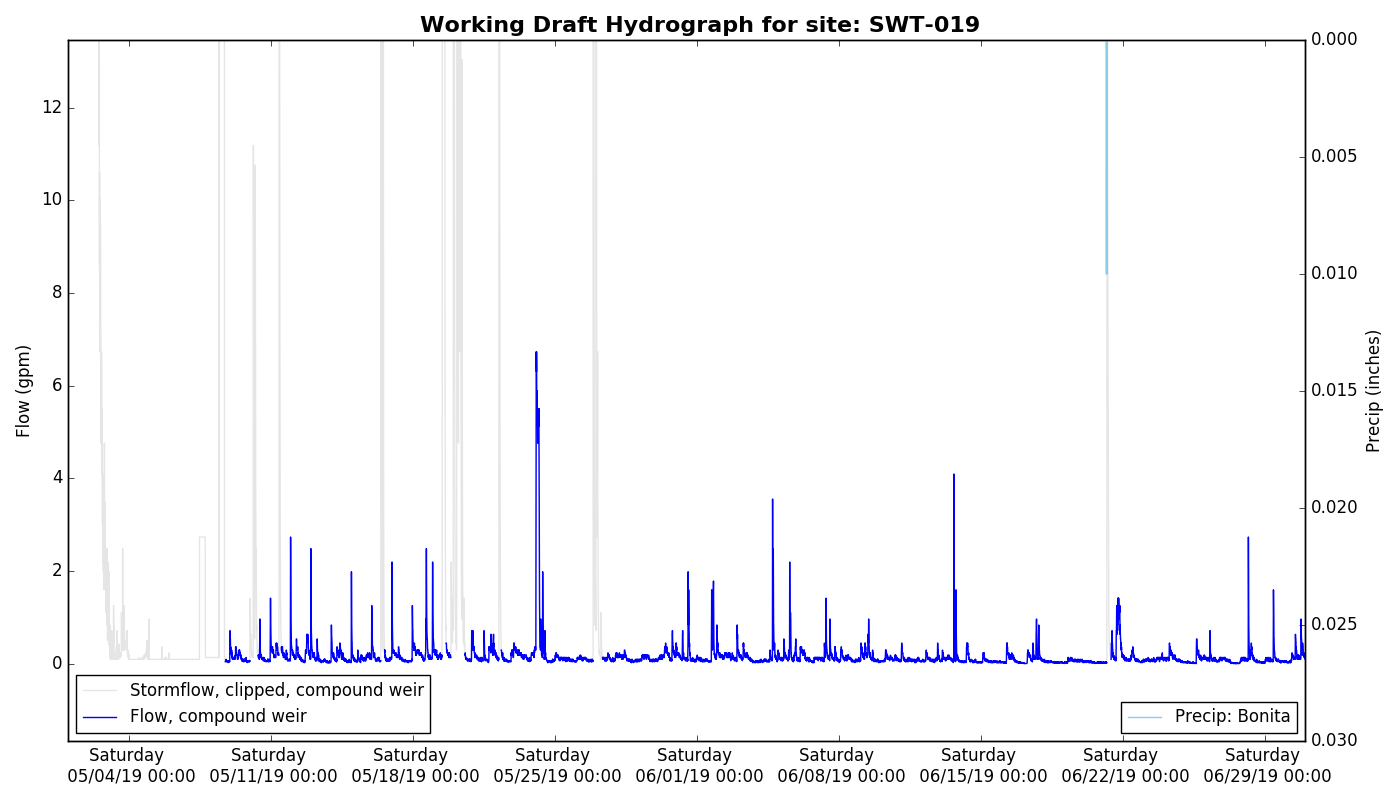 Working Draft Hydrograph for site: SWT-019
Flow (gpm)
12
10
8
6
4
2
0
0.000
0.005
0.010
0.015
0.020
0.025
0.030
Precip (inches)
Stormflow, clipped, compound weir
Flow, compound weir
Precip: Bonita
Saturday
05/04/19 00:00
Saturday
05/11/19 00:00
Saturday
05/18/19 00:00
Saturday
05/25/19 00:00
Saturday
06/01/19 00:00
Saturday
06/08/19 00:00
Saturday
06/15/19 00:00
Saturday
06/22/19 00:00
Saturday
06/29/19 00:00